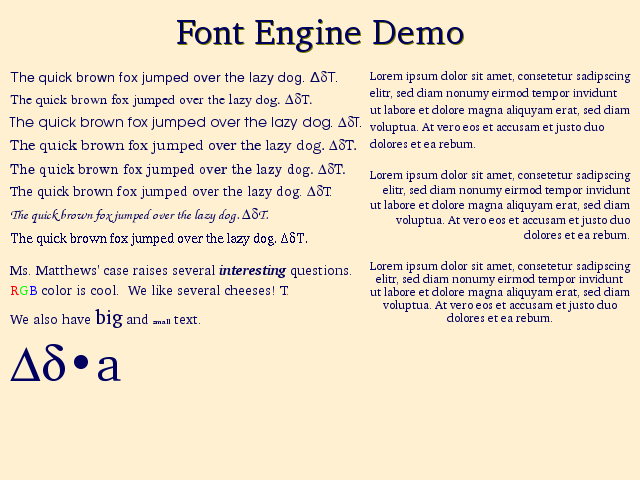 Font Engine Demo
The quick brown fox jumped over the lazy dog. ΔδT.
The quick brown fox jumped over the lazy dog. ΔδT.
The quick brown fox jumped over the lazy dog. ΔδT.
The quick brown fox jumped over the lazy dog. ΔδT.
The quick brown fox jumped over the lazy dog. ΔδT.
The quick brown fox jumped over the lazy dog. ΔδT.
The quick brown fox jumped over the lazy dog. ΔδT.
The quick brown fox jumped over the lazy dog. ΔδT.
Ms. Matthews' case raises several interesting questions.
RGB color is cool.  We like several cheeses! T.
We also have big and small text.
Δδ•a
Lorem ipsum dolor sit amet, consetetur sadipscing
elitr, sed diam nonumy eirmod tempor invidunt
ut labore et dolore magna aliquyam erat, sed diam
voluptua. At vero eos et accusam et justo duo
dolores et ea rebum.
Lorem ipsum dolor sit amet, consetetur sadipscing
elitr, sed diam nonumy eirmod tempor invidunt
ut labore et dolore magna aliquyam erat, sed diam
voluptua. At vero eos et accusam et justo duo
dolores et ea rebum.
Lorem ipsum dolor sit amet, consetetur sadipscing
elitr, sed diam nonumy eirmod tempor invidunt
ut labore et dolore magna aliquyam erat, sed diam
voluptua. At vero eos et accusam et justo duo
dolores et ea rebum.